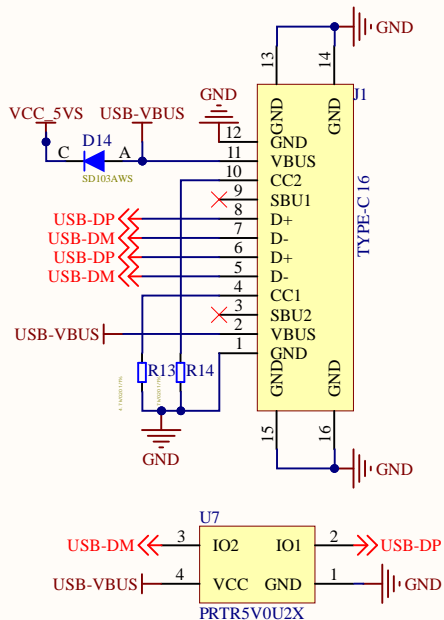 GND
13
14
J1
GND
GND
VCC_5VS
USB-VBUS
GND
12
GND
D14
C
A
11
VBUS
SD103AWS
10
CC2
9
SBU1
USB-DP
8
D+
USB-DM
7
D-
USB-DP
6
D+
USB-DM
5
D-
4
CC1
3
SBU2
USB-VBUS
2
VBUS
1
GND
TYPE-C 16
R13
R14
GND
GND
GND
15
16
GND
U7
USB-DM
3
IO2
IO1
2
USB-DP
USB-VBUS
4
VCC
GND
1
GND
PRTR5V0U2X